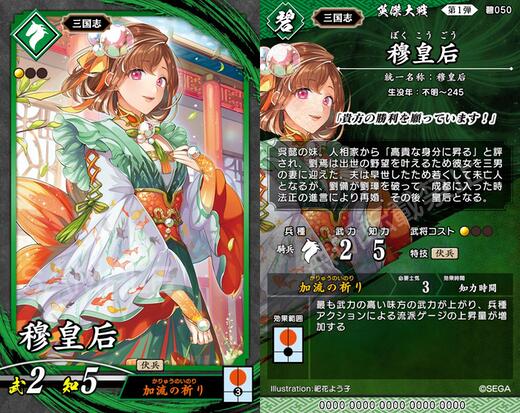 三国志
穆皇后
伏兵
武2 知5
かりゅうのいのり
加流の祈り
3
碧
三国志
英傑大戦
第1弾
碧050
ぼく こう ごう
穆皇后
統一名称：穆皇后
生没年：不明～245
「貴方の勝利を願っています！」
呉懿の妹。人相家から「高貴な身分に昇る」と評
され、劉焉は出世の野望を叶えるため彼女を三男
の妻に迎えた。夫は早世したため若くして未亡人
となるが、劉備が劉璋を破って、成都に入った時
法正の進言により再婚。その後、皇后となる。
兵種 武力 知力 武将コスト
騎兵 2 5
特技 伏兵
かりゅうのいのり 必要士気 効果時間
加流の祈り 3 知力時間
効果範囲
最も武力の高い味方の武力が上がり、兵種
アクションによる流派ゲージの上昇量が増
加する
Illustration:祀花よう子
©SEGA
0000-0000-0000-0000-0000